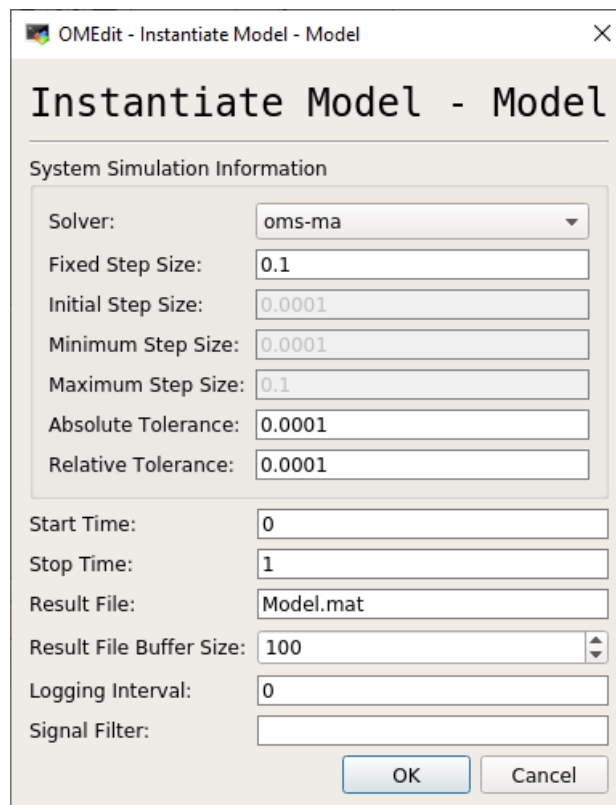 OMEdit - Instantiate Model - Model
Instantiate Model - Model
System Simulation Information
Solver: oms-ma
Fixed Step Size: 0.1
Initial Step Size: 0.0001
Minimum Step Size: 0.0001
Maximum Step Size: 0.1
Absolute Tolerance: 0.0001
Relative Tolerance: 0.0001
Start Time: 0
Stop Time: 1
Result File: Model.mat
Result File Buffer Size: 100
Logging Interval: 0
Signal Filter:
OK Cancel